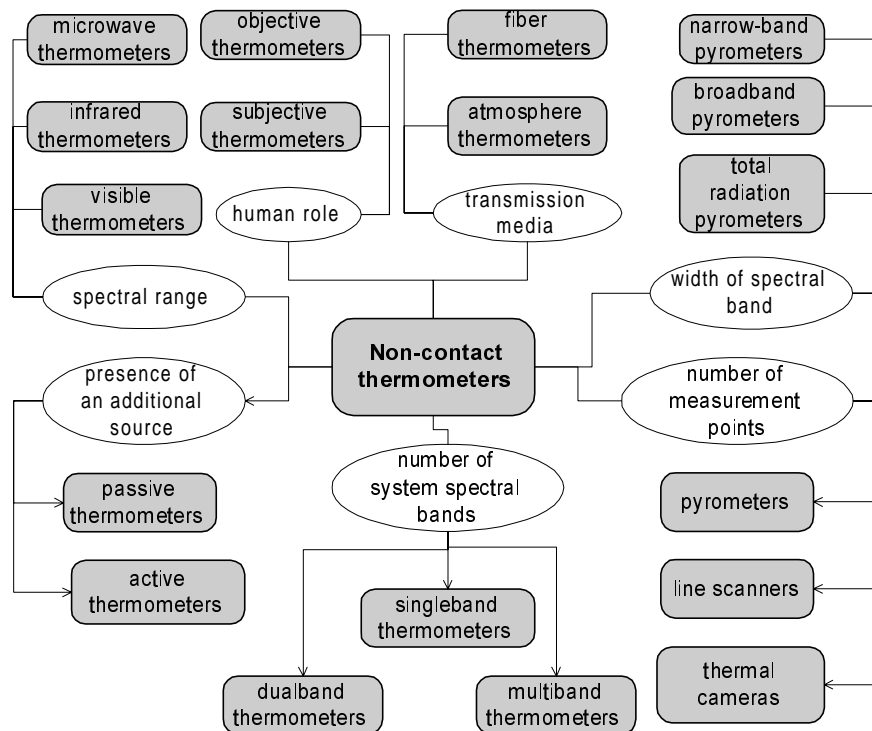 microwave
thermometers
objective
thermometers
fiber
thermometers
narrow-band
pyrometers
infrared
thermometers
subjective
thermometers
atmosphere
thermometers
broadband
pyrometers
visible
thermometers
human role
transmission
media
total
radiation
pyrometers
spectral range
width of spectral
band
Non-contact
thermometers
presence of
an additional
source
number of
measurement
points
number of
system spectral
bands
passive
thermometers
pyrometers
active
thermometers
singleband
thermometers
line scanners
dualband
thermometers
multiband
thermometers
thermal
cameras